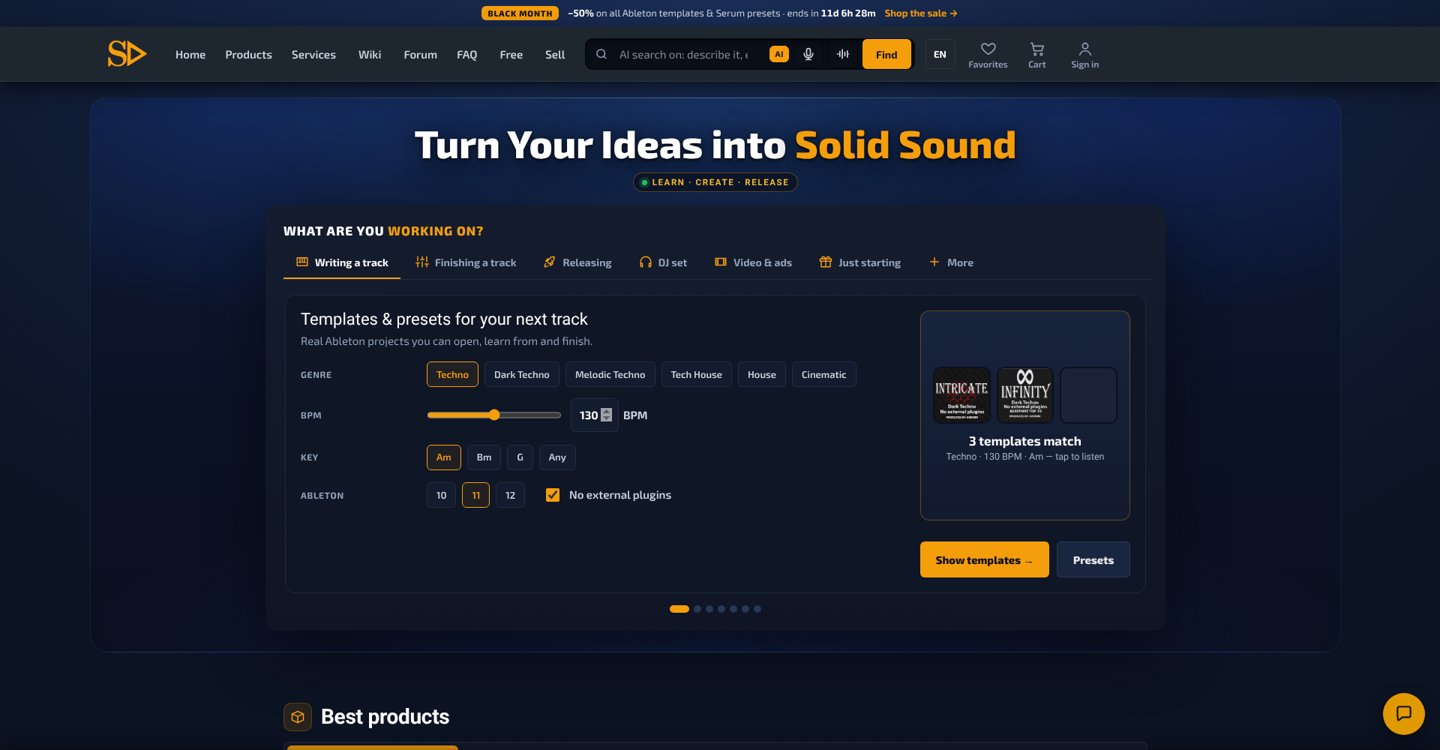 BLACK MONTH −50% on all Ableton templates & Serum presets · ends in 11d 6h 28m Shop the sale →
Home Products Services Wiki Forum FAQ Free Sell AI search on: describe it, AI Find EN Favorites Cart Sign in
Turn Your Ideas into Solid Sound
LEARN · CREATE · RELEASE
WHAT ARE YOU WORKING ON?
Writing a track Finishing a track Releasing DJ set Video & ads Just starting More
Templates & presets for your next track
Real Ableton projects you can open, learn from and finish.
GENRE Techno Dark Techno Melodic Techno Tech House House Cinematic
BPM 130 BPM
KEY Am Bm G Any
ABLETON 10 11 12 No external plugins
INTRICATE
Dark Techno
No external plugins
INFINITY
Dark Techno
No external plugins
3 templates match
Techno · 130 BPM · Am — tap to listen
Show templates → Presets
Best products